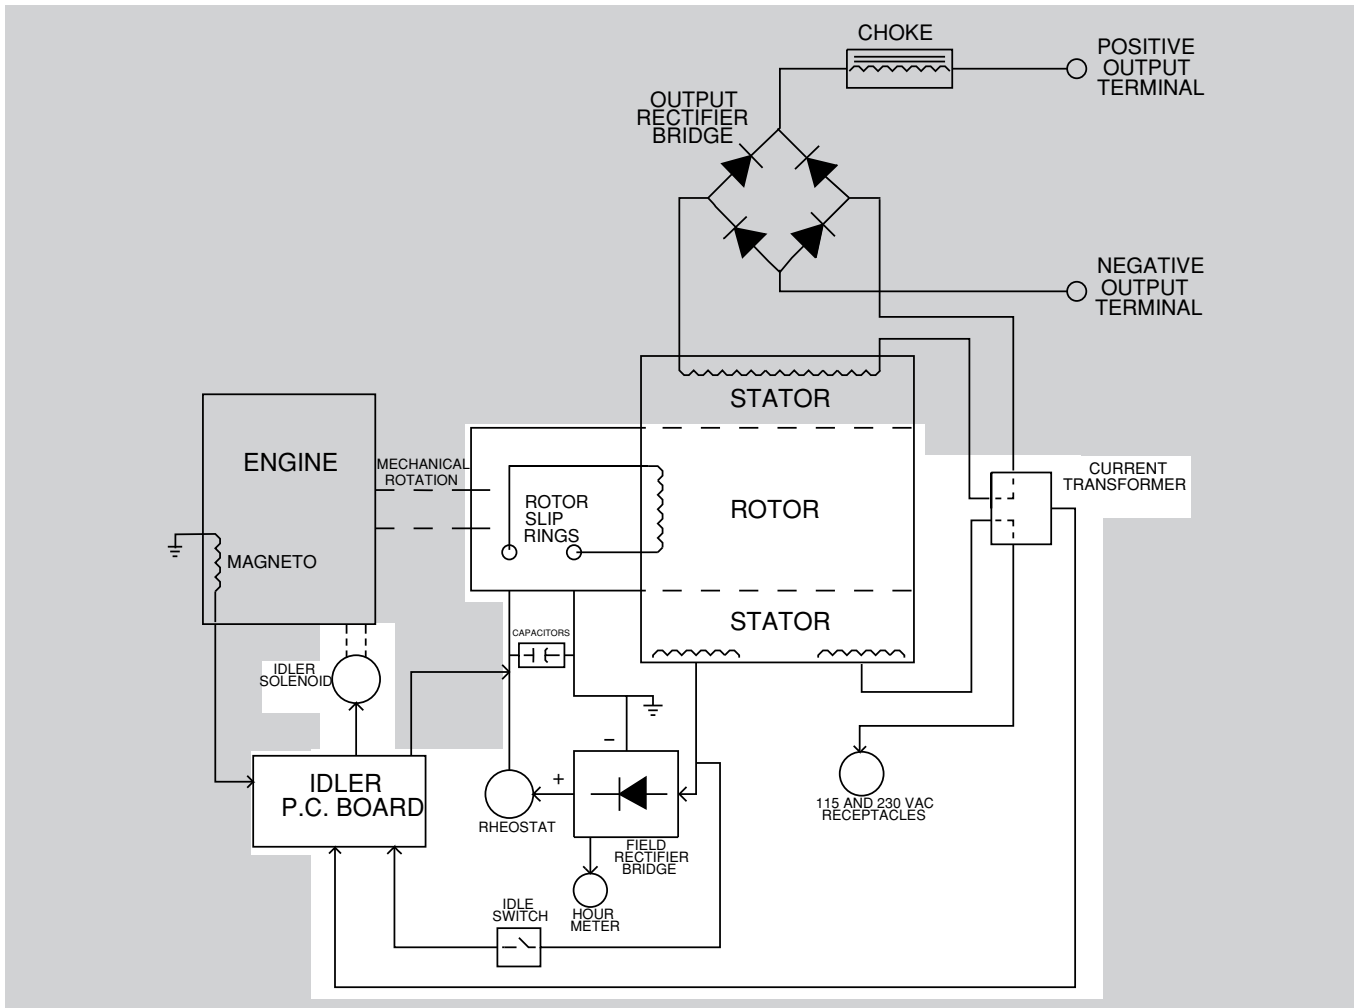 CHOKE
POSITIVE
OUTPUT
TERMINAL
OUTPUT
RECTIFIER
BRIDGE
NEGATIVE
OUTPUT
TERMINAL
STATOR
ENGINE
MECHANICAL
ROTATION
CURRENT
TRANSFORMER
ROTOR
SLIP
RINGS
ROTOR
MAGNETO
STATOR
CAPACITORS
IDLER
SOLENOID
–
+
IDLER
P.C. BOARD
RHEOSTAT
115 AND 230 VAC
RECEPTACLES
FIELD
RECTIFIER
BRIDGE
IDLE
SWITCH
HOUR
METER